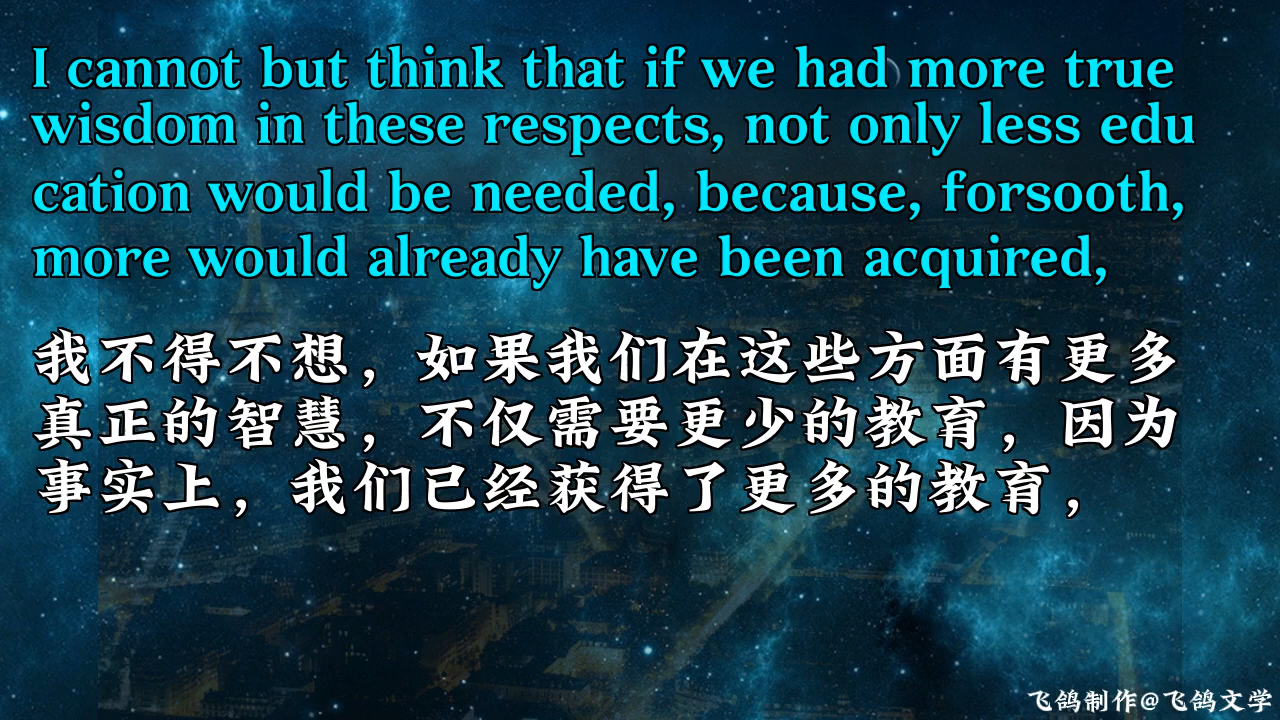 I cannot but think that if we had more true
wisdom in these respects, not only less edu
cation would be needed, because, forsooth,
more would already have been acquired,
我不得不想，如果我们在这些方面有更多
真正的智慧，不仅需要更少的教育，因为
事实上，我们已经获得了更多的教育，
飞鸽制作@飞鸽文学